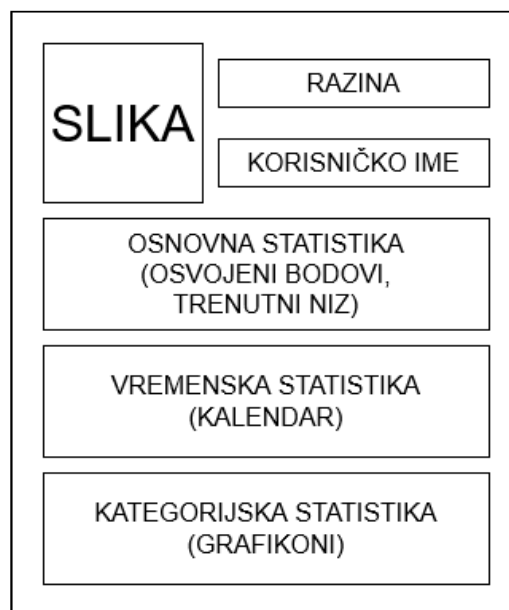 SLIKA
RAZINA
KORISNIČKO IME
OSNOVNA STATISTIKA
(OSVOJENI BODOVI,
TRENUTNI NIZ)
VREMENSKA STATISTIKA
(KALENDAR)
KATEGORIJSKA STATISTIKA
(GRAFIKONI)